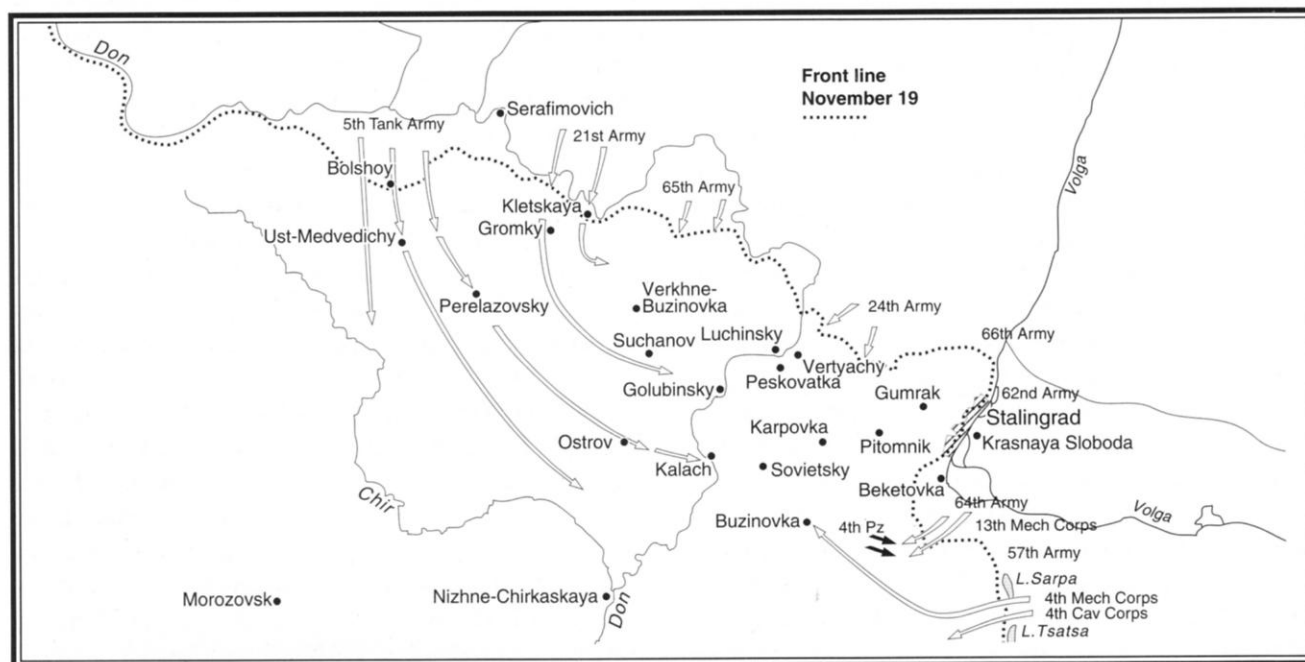 Don
Front line
November 19
Serafimovich
5th Tank Army
21st Army
Volga
Bolshoy
65th Army
Kletskaya
Gromky
Ust-Medvedichy
Verkhne-
Buzinovka
Perelazovsky
24th Army
Suchanov
Luchinsky
66th Army
Vertyachy
Peskovatka
Golubinsky
Gumrak
62nd Army
Stalingrad
Karpovka
Pitomnik
Krasnaya Sloboda
Ostrov
Kalach
Sovietsky
Beketovka
Chir
64th Army
Buzinovka
4th Pz
13th Mech Corps
Volga
57th Army
L.Sarpa
Morozovsk
Nizhne-Chirkaskaya
Don
4th Mech Corps
4th Cav Corps
L.Tsatsa